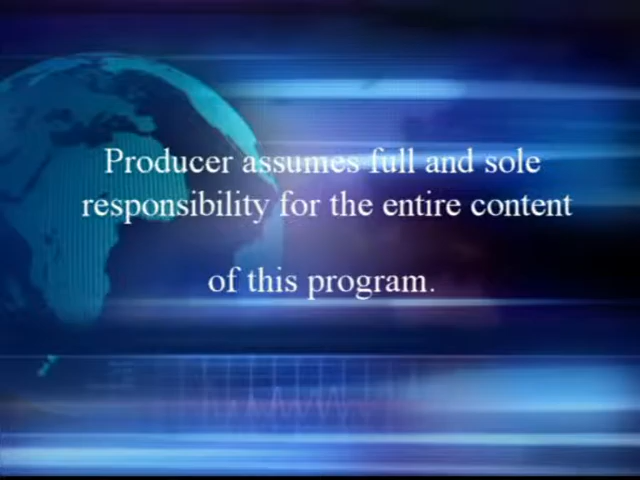 Producer assumes full and sole
responsibility for the entire content
of this program.